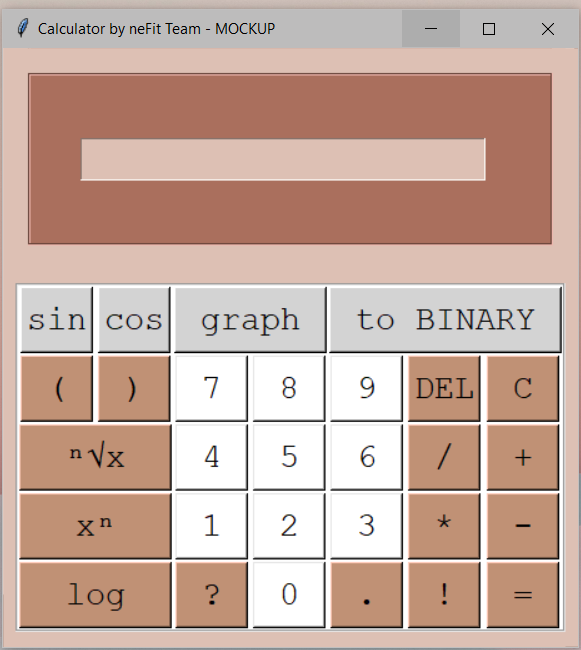 Calculator by neFit Team - MOCKUP
sin cos graph to BINARY
( ) 7 8 9 DEL C
ⁿ√x 4 5 6 / +
xⁿ 1 2 3 * -
log ? 0 . ! =